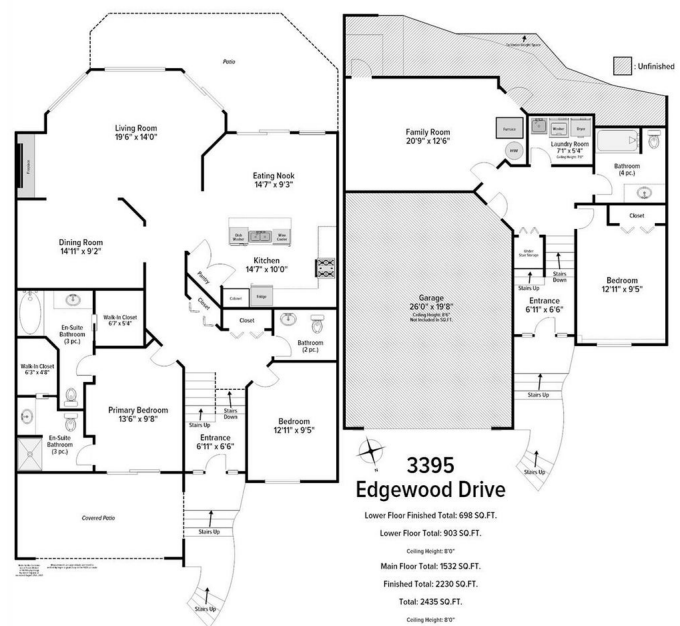 Patio
Living Room
19'6" x 14'0"
Eating Nook
14'7" x 9'3"
Dish
Washer
Wine
Cooler
Dining Room
14'11" x 9'2"
Kitchen
14'7" x 10'0"
Pantry
Closet
Cabinet
Fridge
Closet
En-Suite
Bathroom
(3 pc.)
Walk-In Closet
6'7" x 5'4"
Walk-In Closet
6'3" x 4'8"
Bathroom
(2 pc.)
Primary Bedroom
13'6" x 9'8"
Stairs Up
Stairs
Down
Bedroom
12'11" x 9'5"
En-Suite
Bathroom
(3 pc.)
Entrance
6'11" x 6'6"
Covered Patio
Stairs Up
Stairs Up
: Unfinished
Family Room
20'9" x 12'6"
Furnace
HW
Washer
Dryer
Laundry Room
7'1" x 5'4"
Bathroom
(4 pc.)
Closet
Under
Stair Storage
Stairs Up
Stairs
Down
Bedroom
12'11" x 9'5"
Garage
26'0" x 19'8"
Ceiling Height: 8'6"
Not Included In SQ.FT.
Entrance
6'11" x 6'6"
Stairs Up
Stairs Up
3395
Edgewood Drive
Lower Floor Finished Total: 698 SQ.FT.
Lower Floor Total: 903 SQ.FT.
Ceiling Height: 8'0"
Main Floor Total: 1532 SQ.FT.
Finished Total: 2230 SQ.FT.
Total: 2435 SQ.FT.
Ceiling Height: 8'0"